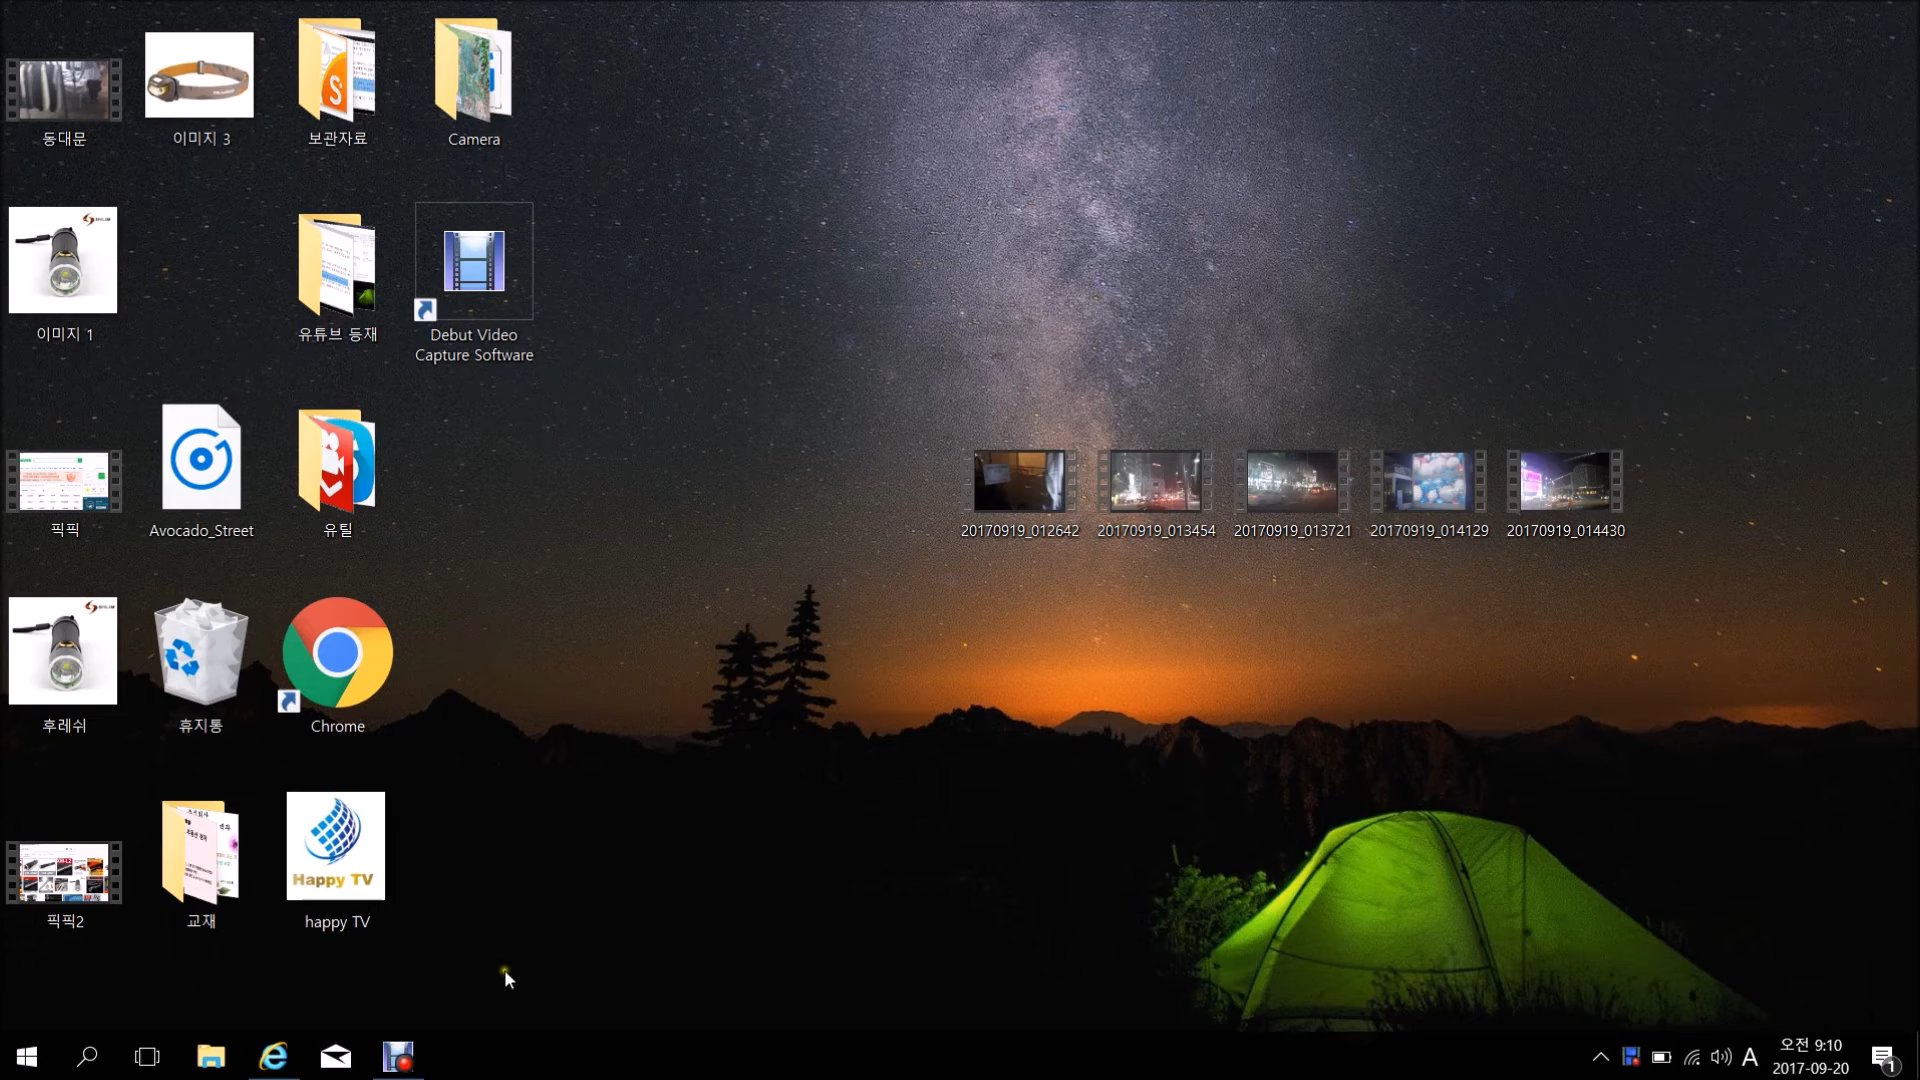 동대문
이미지 3
보관자료
Camera
이미지 1
유튜브 등재
Debut Video
Capture Software
픽픽
Avocado_Street
유틸
20170919_012642
20170919_013454
20170919_013721
20170919_014129
20170919_014430
후레쉬
휴지통
Chrome
픽픽2
교재
Happy TV
happy TV
A
오전 9:10
2017-09-20
1